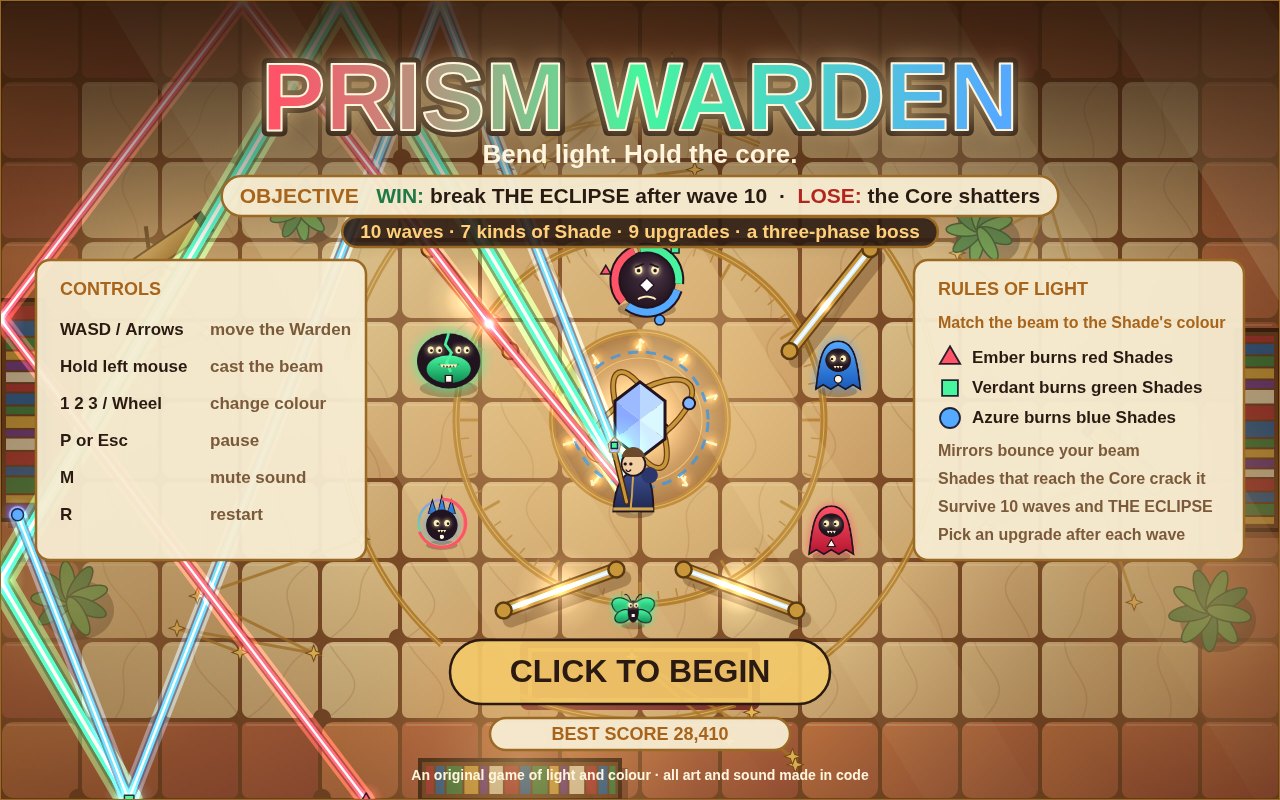 PRISM WARDEN
Bend light. Hold the core.
OBJECTIVE WIN: break THE ECLIPSE after wave 10 · LOSE: the Core shatters
10 waves · 7 kinds of Shade · 9 upgrades · a three-phase boss
CONTROLS
WASD / Arrows move the Warden
Hold left mouse cast the beam
1 2 3 / Wheel change colour
P or Esc pause
M mute sound
R restart
RULES OF LIGHT
Match the beam to the Shade's colour
Ember burns red Shades
Verdant burns green Shades
Azure burns blue Shades
Mirrors bounce your beam
Shades that reach the Core crack it
Survive 10 waves and THE ECLIPSE
Pick an upgrade after each wave
CLICK TO BEGIN
BEST SCORE 28,410
An original game of light and colour · all art and sound made in code